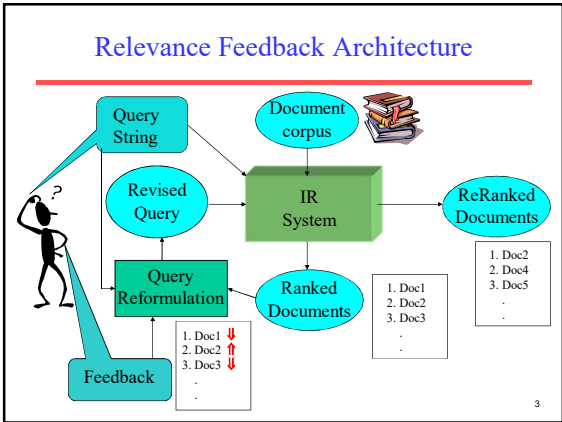 Relevance Feedback Architecture
Query
String
Document
corpus
?
Revised
Query
IR
System
ReRanked
Documents
1. Doc2
2. Doc4
3. Doc5
.
.
Query
Reformulation
Ranked
Documents
1. Doc1
2. Doc2
3. Doc3
.
.
1. Doc1 ⇓
2. Doc2 ⇑
3. Doc3 ⇓
.
.
Feedback
3